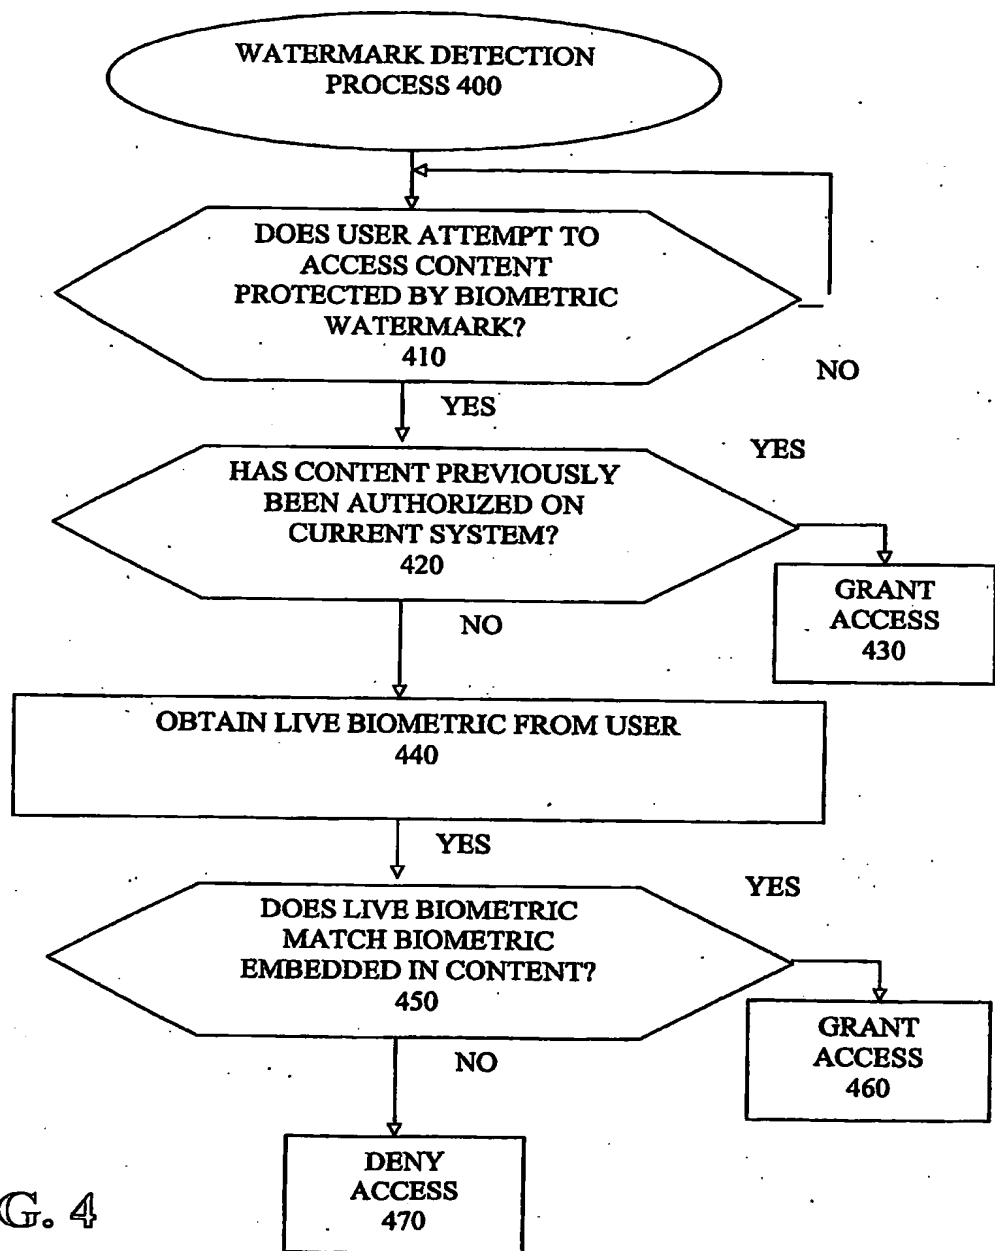 WATERMARK DETECTION
PROCESS 400
DOES USER ATTEMPT TO
ACCESS CONTENT
PROTECTED BY BIOMETRIC
WATERMARK?
410
NO
YES
YES
HAS CONTENT PREVIOUSLY
BEEN AUTHORIZED ON
CURRENT SYSTEM?
420
GRANT
ACCESS
430
NO
OBTAIN LIVE BIOMETRIC FROM USER
440
YES
YES
DOES LIVE BIOMETRIC
MATCH BIOMETRIC
EMBEDDED IN CONTENT?
450
GRANT
ACCESS
460
NO
DENY
ACCESS
470
G. 4